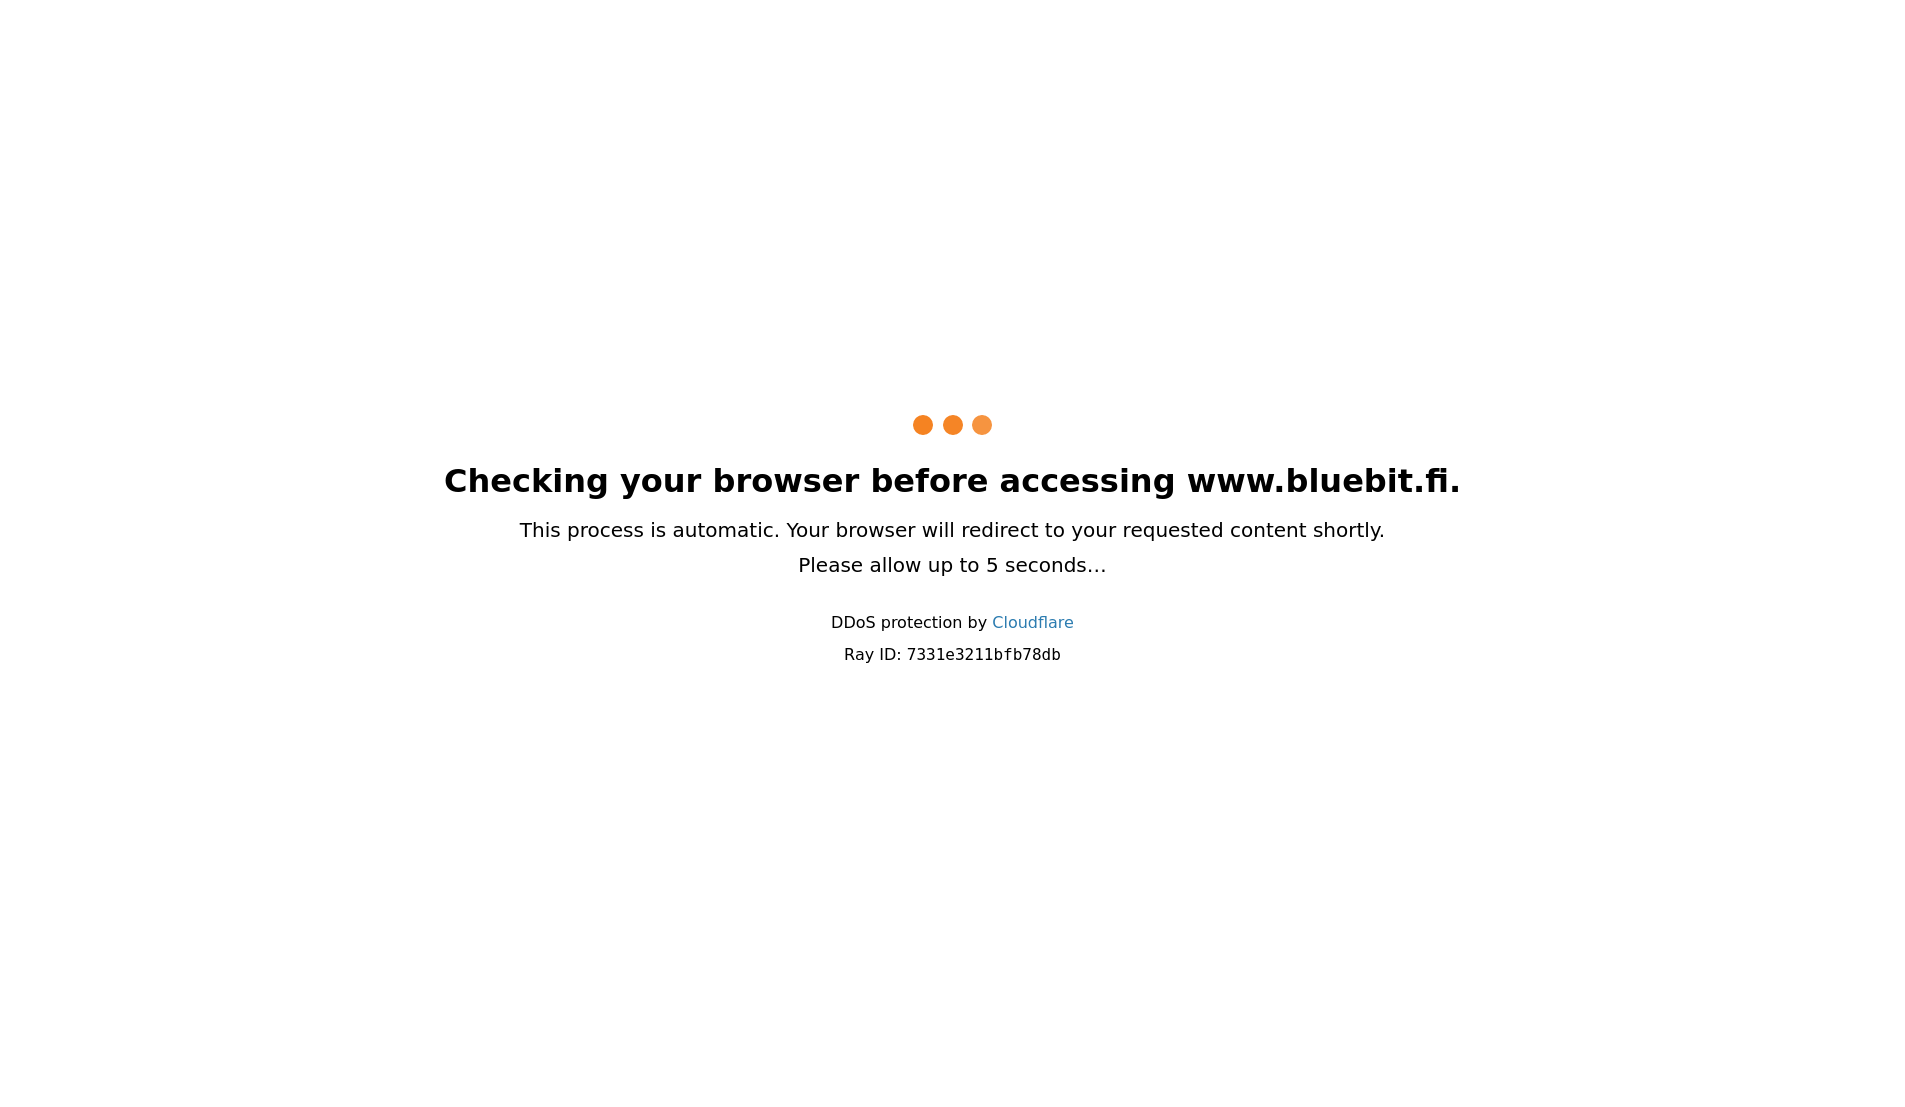 Checking your browser before accessing www.bluebit.fi.
This process is automatic. Your browser will redirect to your requested content shortly.
Please allow up to 5 seconds…
DDoS protection by Cloudflare
Ray ID: 7331e3211bfb78db